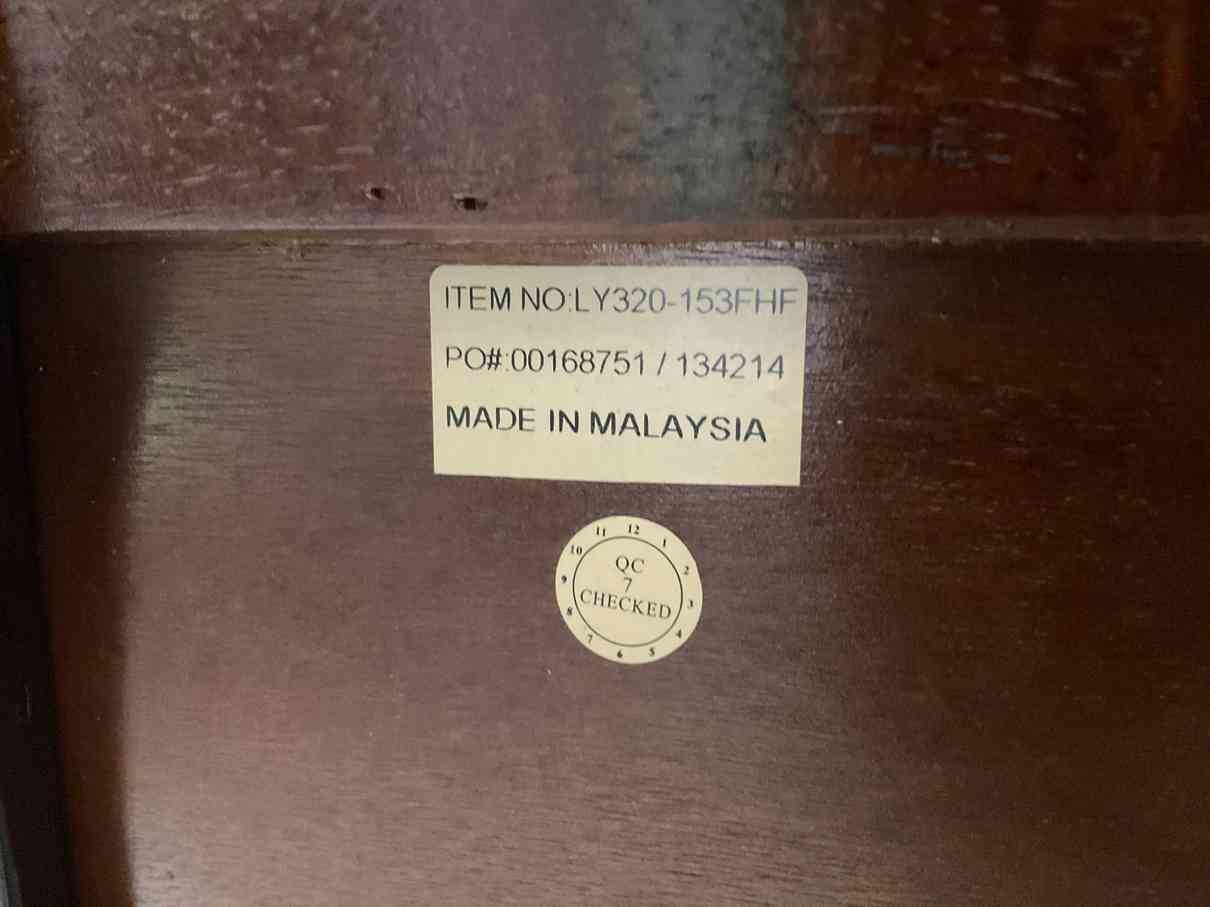 ITEM NO:LY320-153FHF
PO#:00168751 / 134214
MADE IN MALAYSIA
11 12 1
10 2
9 3
8 4
7 6 5
QC
7
CHECKED